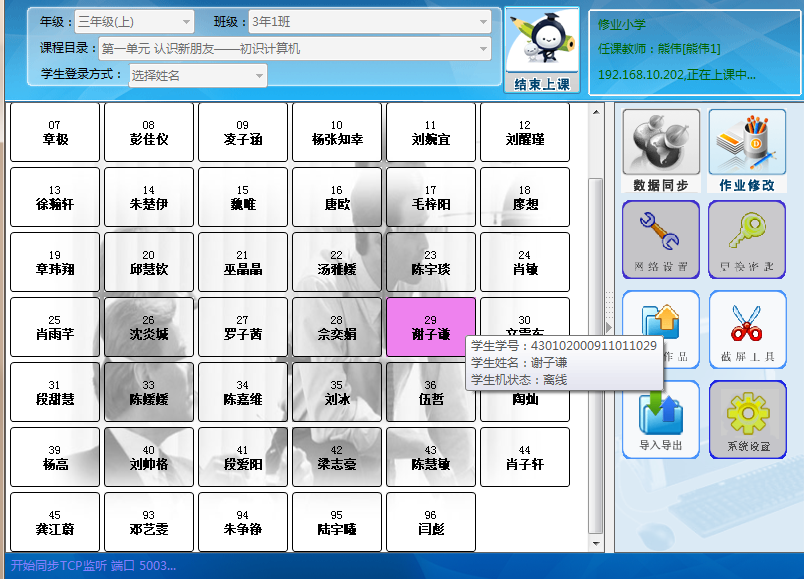 年级：三年级(上) 班级：3年1班
课程目录：第一单元 认识新朋友——初识计算机
学生登录方式：选择姓名
结束上课
修业小学
任课教师：熊伟[熊伟1]
192.168.10.202,正在上课中...
07 08 09 10 11 12
章极 彭佳仪 凌子涵 杨张知幸 刘婉宜 刘醒瑾
13 14 15 16 17 18
徐瀚轩 朱楚伊 魏唯 唐欧 毛梓阳 廖想
19 20 21 22 23 24
章玮翔 邱慧钦 巫晶晶 汤雅媛 陈宇琰 肖敏
25 26 27 28 29 30
肖雨芊 沈炎城 罗子茜 佘奕娟 谢子谦
学生学号：430102000911011029
学生姓名：谢子谦
学生机状态：离线
31 33 34 35 36
段甜慧 陈媛媛 陈嘉维 刘冰 伍哲 陶灿
39 40 41 42 43 44
杨高 刘帅格 段爱阳 梁志豪 陈慧敏 肖子轩
45 93 94 95 96
龚江蔚 邓艺雯 朱争铮 陆宇曦 闫彪
数据同步 作业修改
网络设置 更换密匙
作品 截屏工具
导入导出 系统设置
开始同步TCP监听 端口 5003...